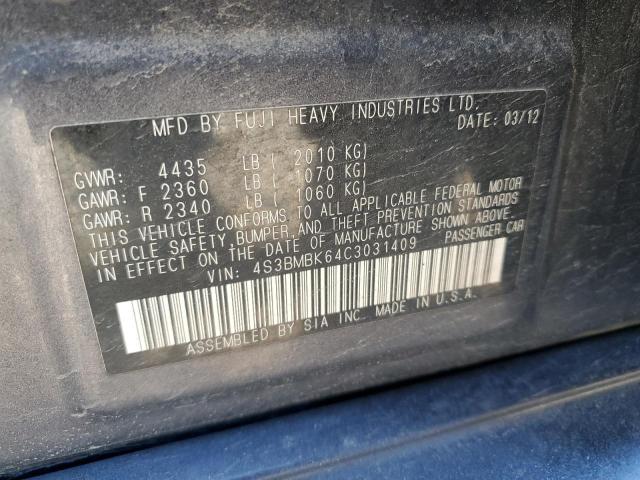 MFD BY FUJI HEAVY INDUSTRIES LTD.
DATE: 03/12
GVWR: 4435 LB ( 2010 KG)
GAWR: F 2360 LB ( 1070 KG)
GAWR: R 2340 LB ( 1060 KG)
THIS VEHICLE CONFORMS TO ALL APPLICABLE FEDERAL MOTOR
VEHICLE SAFETY, BUMPER, AND THEFT PREVENTION STANDARDS
IN EFFECT ON THE DATE OF MANUFACTURE SHOWN ABOVE.
VIN: 4S3BMBK64C3031409 PASSENGER CAR
ASSEMBLED BY SIA INC. MADE IN U.S.A.